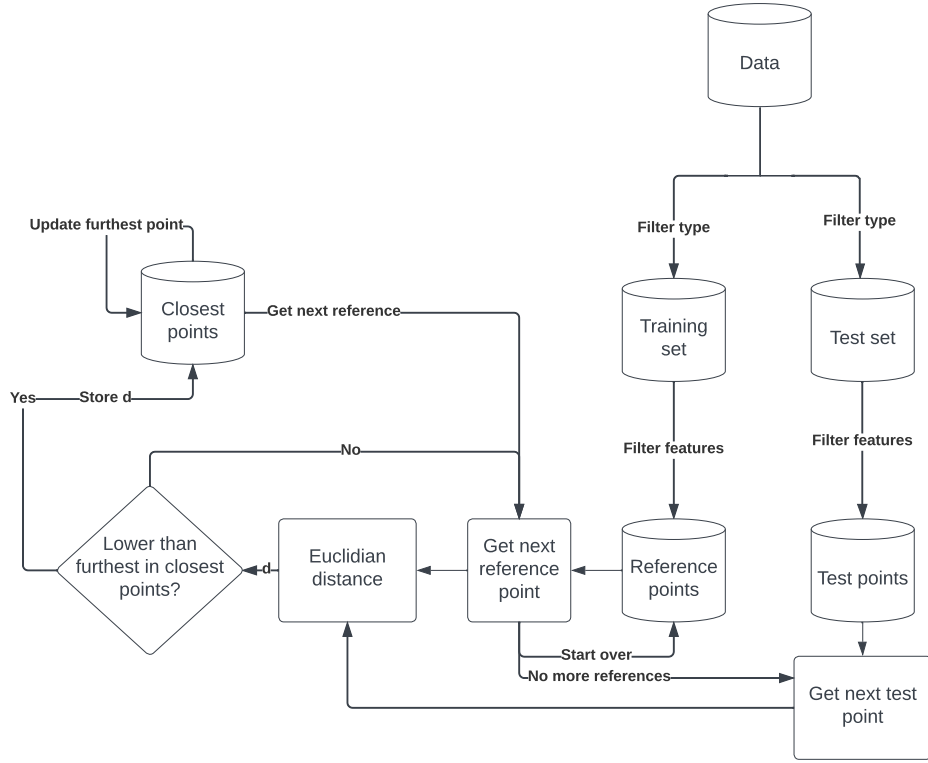 Data
Filter type
Filter type
Update furthest point
Closest
points
Get next reference
Training
set
Test set
Yes
Store d
Filter features
Filter features
No
Lower than
furthest in closest
points?
d
Euclidian
distance
Get next
reference
point
Reference
points
Test points
Start over
No more references
Get next test
point